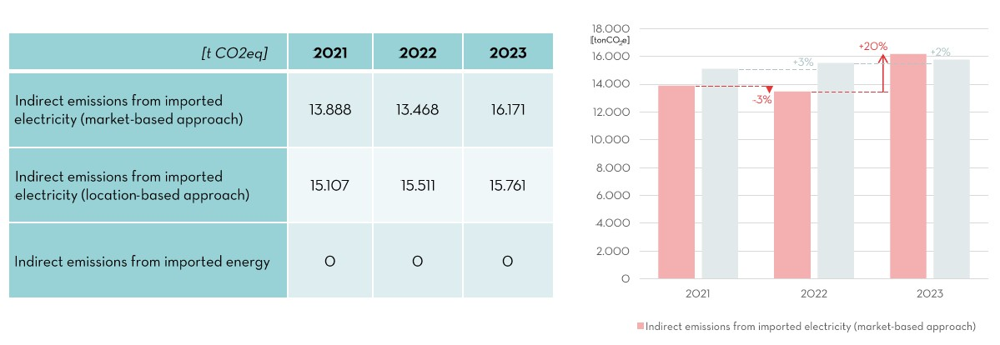 [t CO2eq] 2021 2022 2023
Indirect emissions from imported
electricity (market-based approach) 13.888 13.468 16.171
Indirect emissions from imported
electricity (location-based approach) 15.107 15.511 15.761
Indirect emissions from imported energy 0 0 0
18.000
[tonCO2e]
16.000
14.000
12.000
10.000
8.000
6.000
4.000
2.000
0
-3%
+3%
+20%
+2%
2021 2022 2023
Indirect emissions from imported electricity (market-based approach)